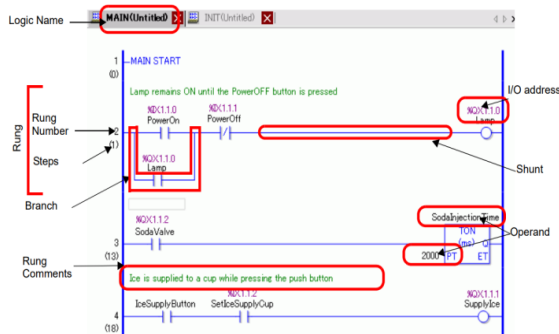 Logic Name
MAIN(Untitled) INIT(Untitled)
1 MAIN START
(0)
Lamp remains ON until the PowerOFF button is pressed
I/O address
%IX1.1.0 %IX1.1.1 %QX1.1.0
PowerOn PowerOff Lamp
Rung
Rung
Number
2
(1)
Steps
%QX1.1.0
Lamp
Shunt
Branch
%QX1.1.2
SodaValve
SodaInjectionTime
TON
(ms) Q
Operand
3
(13)
2000 PT ET
Rung
Comments
Ice is supplied to a cup while pressing the push button
%IX1.1.2 %QX1.1.1
IceSupplyButton SetIceSupplyCup SupplyIce
4
(18)